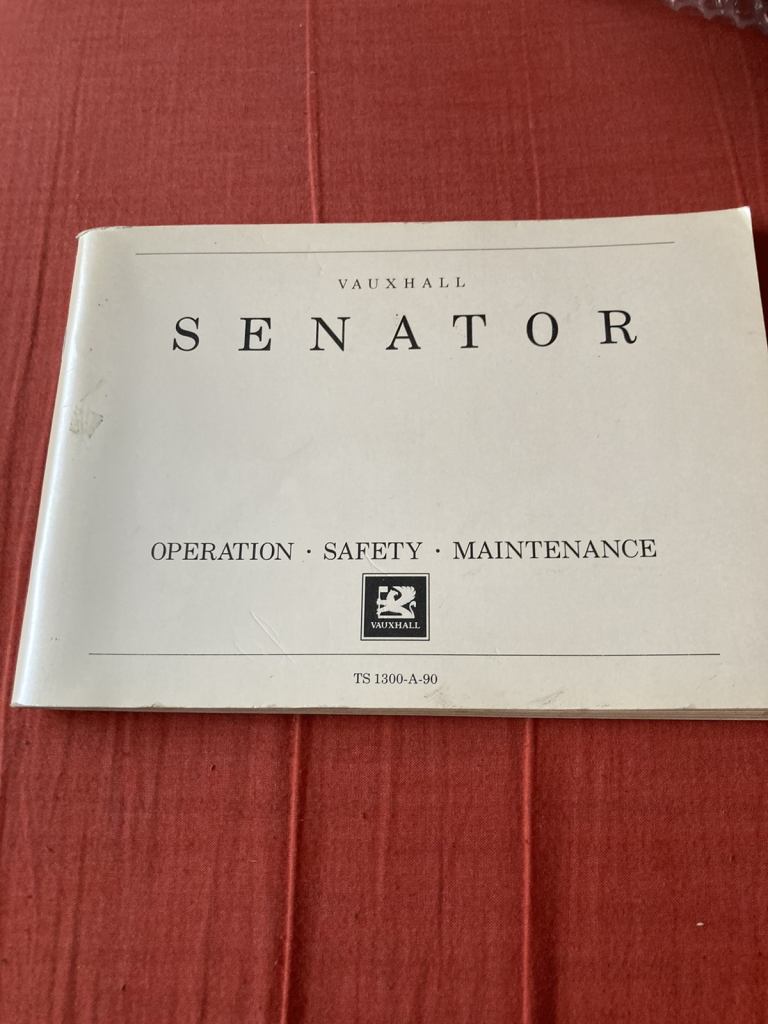 VAUXHALL
SENATOR
OPERATION · SAFETY · MAINTENANCE
VAUXHALL
TS 1300-A-90